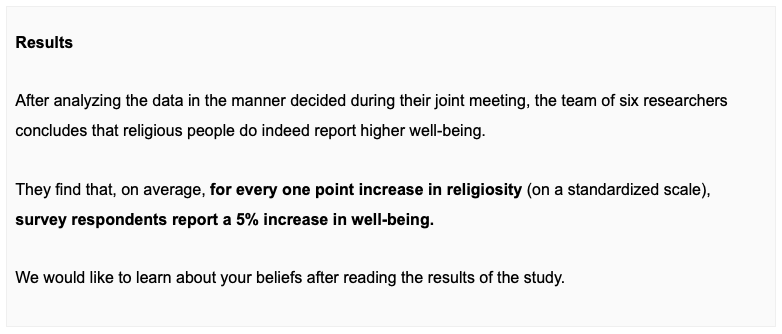 Results
After analyzing the data in the manner decided during their joint meeting, the team of six researchers
concludes that religious people do indeed report higher well-being.
They find that, on average, for every one point increase in religiosity (on a standardized scale),
survey respondents report a 5% increase in well-being.
We would like to learn about your beliefs after reading the results of the study.